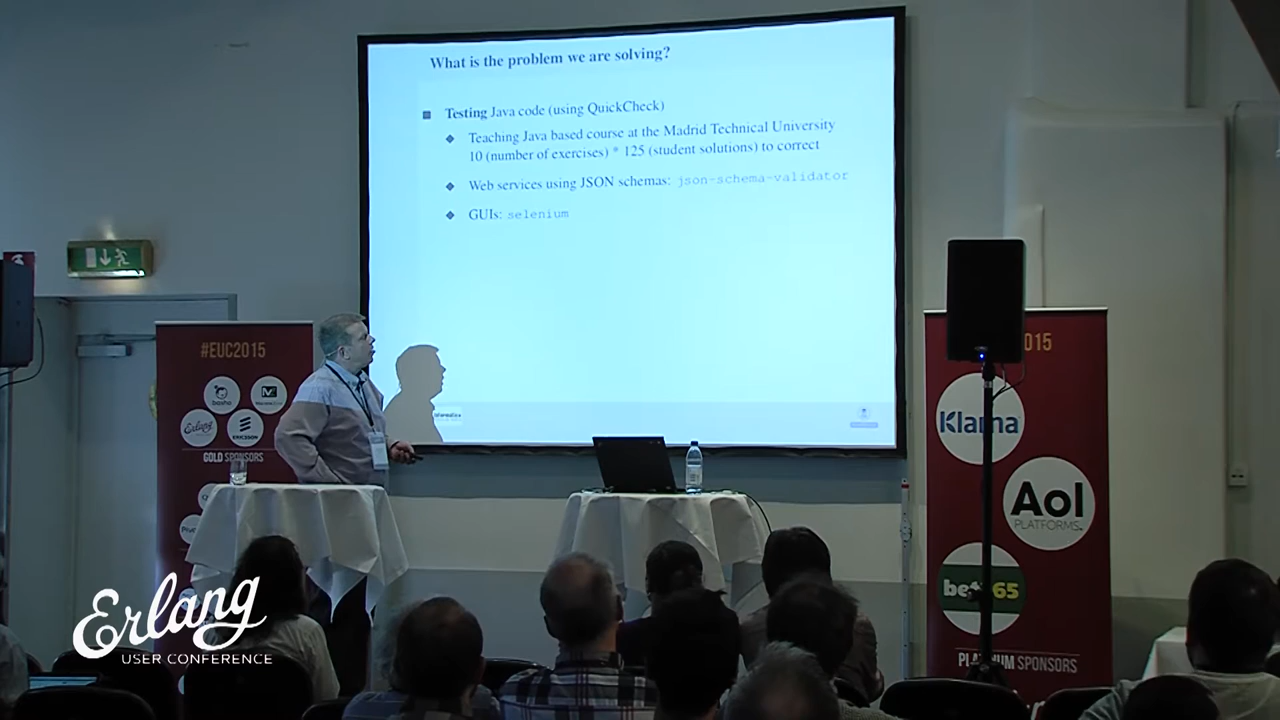 What is the problem we are solving?
Testing Java code (using QuickCheck)
Teaching Java based course at the Madrid Technical University
10 (number of exercises) * 125 (student solutions) to correct
Web services using JSON schemas: json-schema-validator
GUIs: selenium
#EUC2015
basho
Erlang
ERICSSON
GOLD SPONSORS
015
Klarna
Aol
PLATFORMS.
bet365
PLATINUM SPONSORS
Erlang
USER CONFERENCE